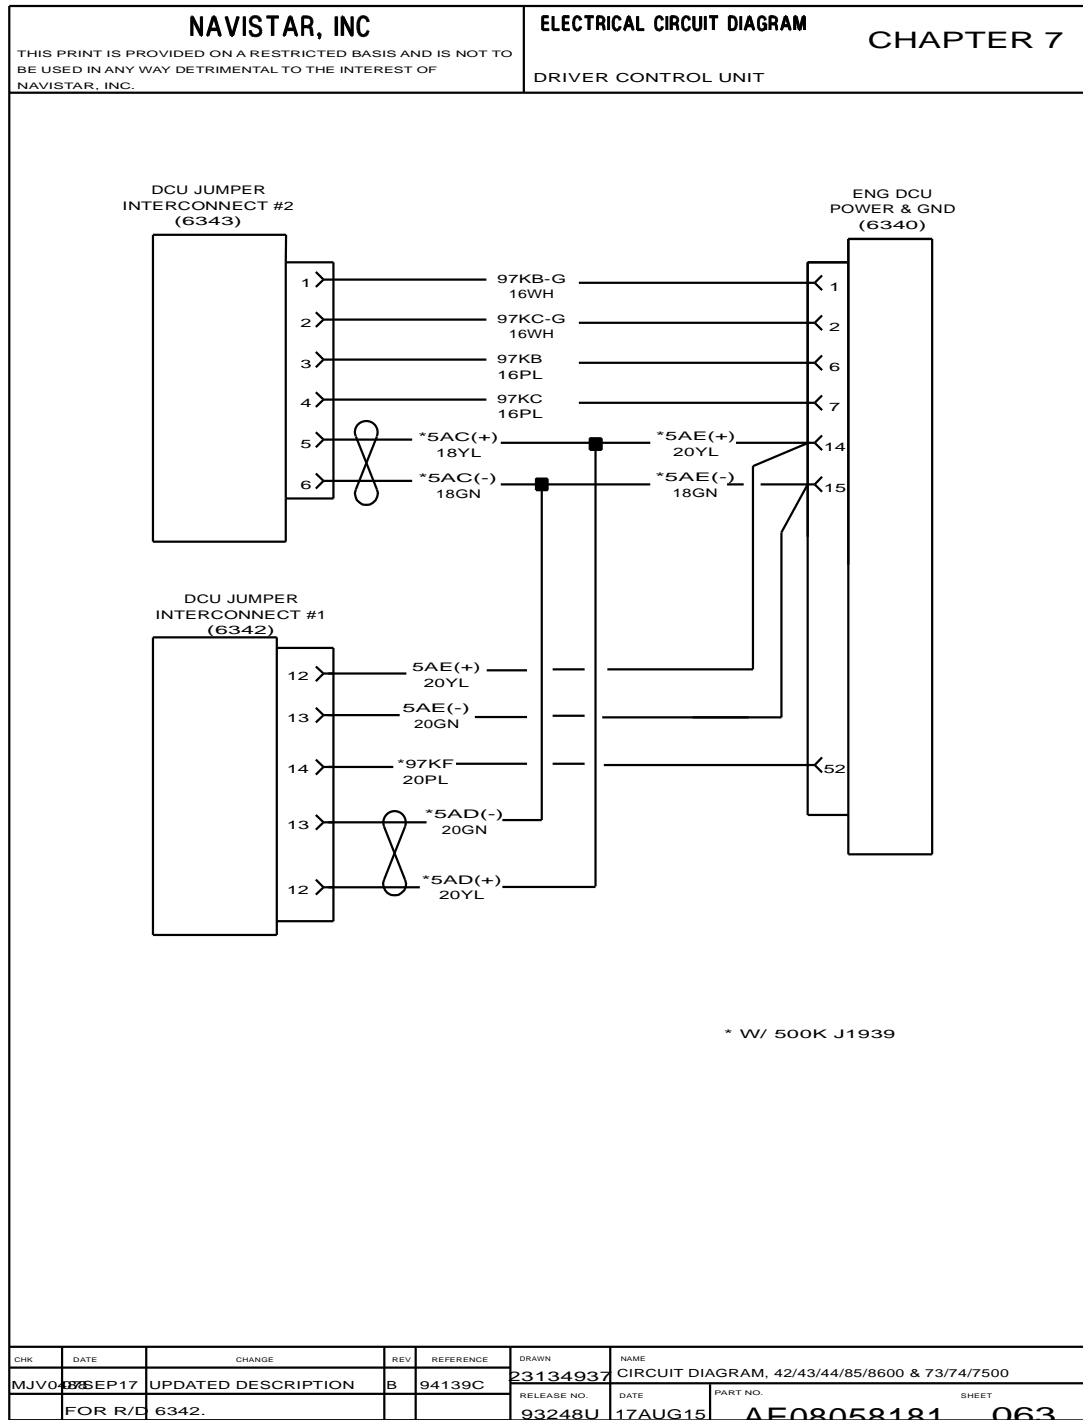 NAVISTAR, INC
THIS PRINT IS PROVIDED ON A RESTRICTED BASIS AND IS NOT TO
BE USED IN ANY WAY DETRIMENTAL TO THE INTEREST OF
NAVISTAR, INC.
ELECTRICAL CIRCUIT DIAGRAM
CHAPTER 7
DRIVER CONTROL UNIT
DCU JUMPER
INTERCONNECT #2
(6343)
ENG DCU
POWER & GND
(6340)
1 97KB-G 1
16WH
2 97KC-G 2
16WH
3 97KB 6
16PL
4 97KC 7
16PL
5 *5AC(+) *5AE(+) 14
18YL 20YL
6 *5AC(-) *5AE(-) 15
18GN 18GN
DCU JUMPER
INTERCONNECT #1
(6342)
12 5AE(+)
20YL
13 5AE(-)
20GN
14 *97KF 52
20PL
13 *5AD(-)
20GN
12 *5AD(+)
20YL
* W/ 500K J1939
CHK DATE CHANGE REV REFERENCE DRAWN NAME
UPDATED DESCRIPTION B 94139C 23134937 CIRCUIT DIAGRAM, 42/43/44/85/8600 & 73/74/7500
RELEASE NO. DATE PART NO. SHEET
FOR R/D 6342. 93248U 17AUG15 AE08058181 063